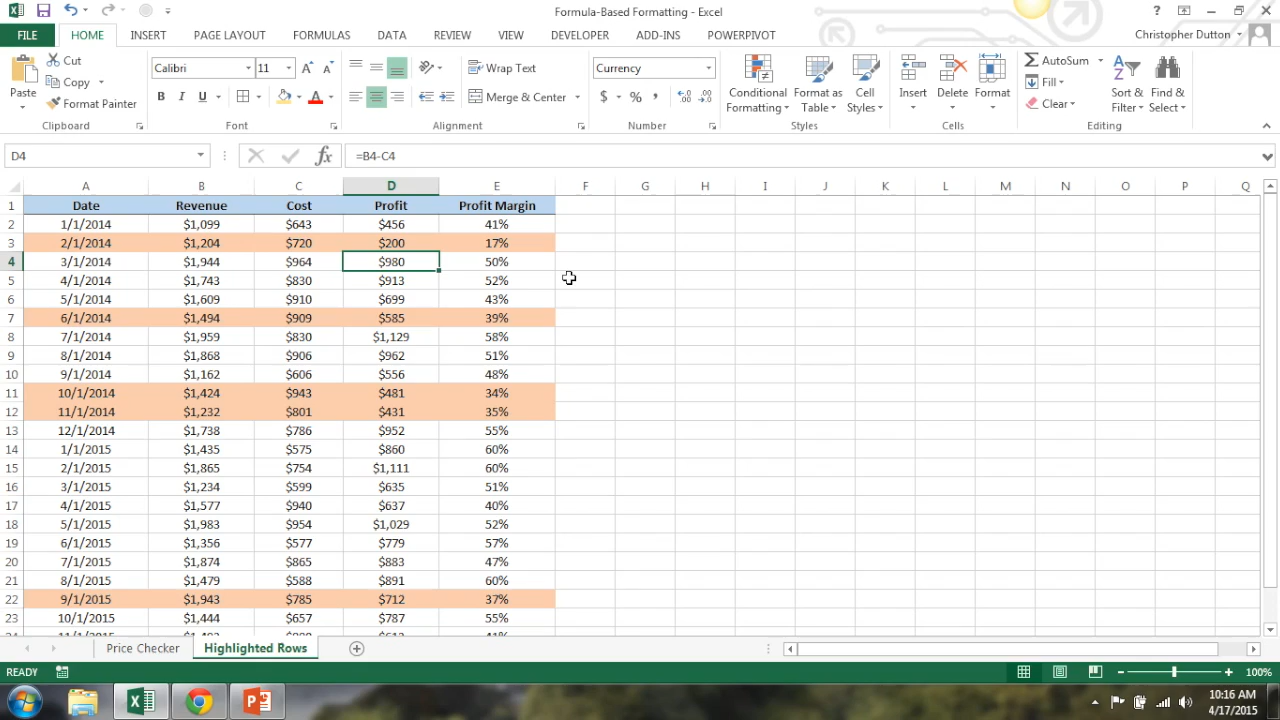 Formula-Based Formatting - Excel
FILE HOME INSERT PAGE LAYOUT FORMULAS DATA REVIEW VIEW DEVELOPER ADD-INS POWERPIVOT Christopher Dutton
Paste Cut Copy Format Painter Clipboard
Calibri 11 B I U A Font
Wrap Text Merge & Center Alignment
Currency $ % , Number
Conditional Formatting Format as Table Cell Styles Styles
Insert Delete Format Cells
AutoSum Fill Clear Sort & Filter Find & Select Editing
D4 fx =B4-C4
A B C D E F G H I J K L M N O P Q
1 Date Revenue Cost Profit Profit Margin
2 1/1/2014 $1,099 $643 $456 41%
3 2/1/2014 $1,204 $720 $200 17%
4 3/1/2014 $1,944 $964 $980 50%
5 4/1/2014 $1,743 $830 $913 52%
6 5/1/2014 $1,609 $910 $699 43%
7 6/1/2014 $1,494 $909 $585 39%
8 7/1/2014 $1,959 $830 $1,129 58%
9 8/1/2014 $1,868 $906 $962 51%
10 9/1/2014 $1,162 $606 $556 48%
11 10/1/2014 $1,424 $943 $481 34%
12 11/1/2014 $1,232 $801 $431 35%
13 12/1/2014 $1,738 $786 $952 55%
14 1/1/2015 $1,435 $575 $860 60%
15 2/1/2015 $1,865 $754 $1,111 60%
16 3/1/2015 $1,234 $599 $635 51%
17 4/1/2015 $1,577 $940 $637 40%
18 5/1/2015 $1,983 $954 $1,029 52%
19 6/1/2015 $1,356 $577 $779 57%
20 7/1/2015 $1,874 $865 $883 47%
21 8/1/2015 $1,479 $588 $891 60%
22 9/1/2015 $1,943 $785 $712 37%
23 10/1/2015 $1,444 $657 $787 55%
Price Checker Highlighted Rows
READY 100%
10:16 AM
4/17/2015